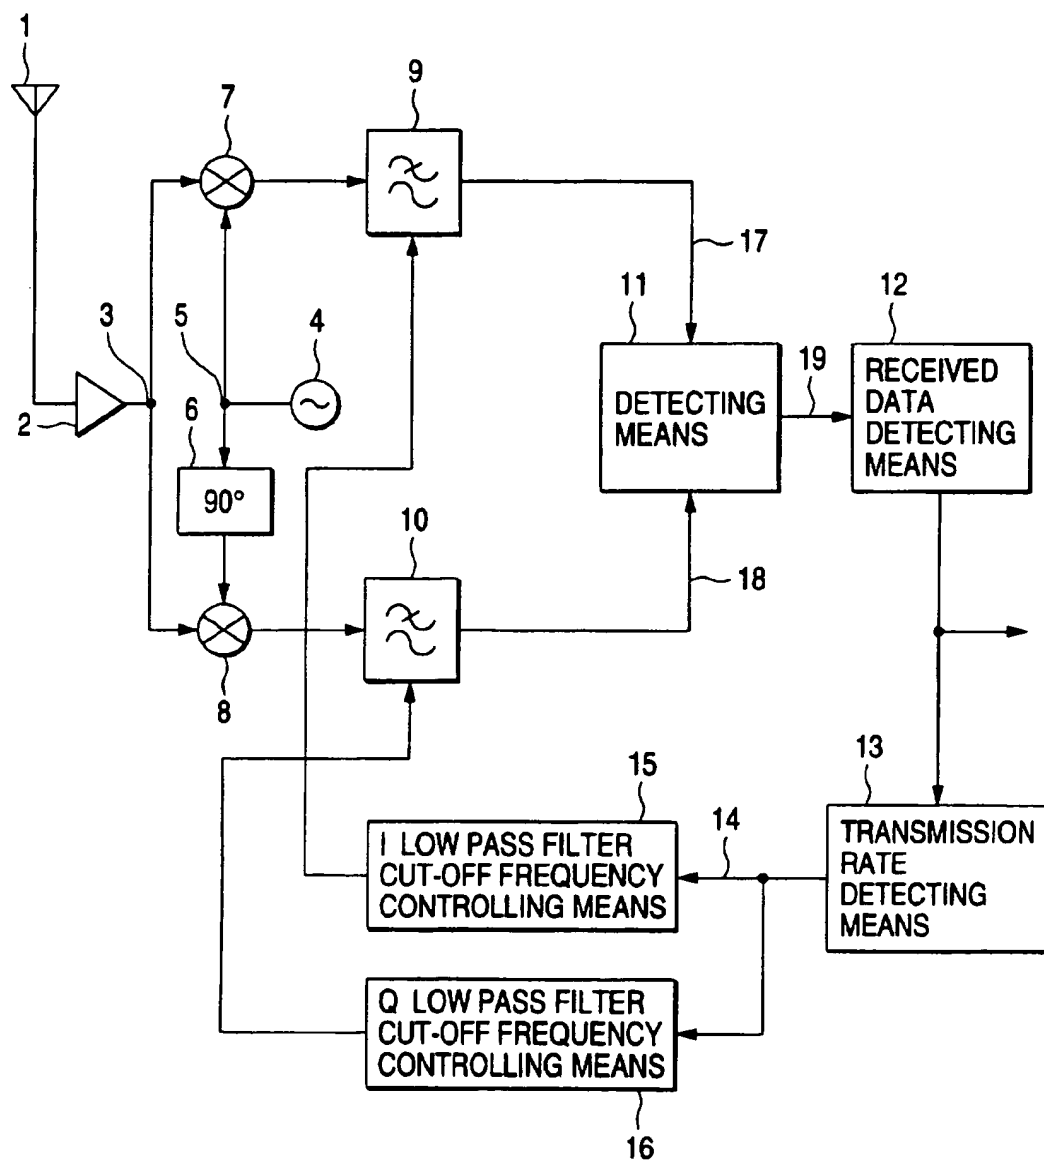 1
9
7
17
11
12
3
5
4
19
RECEIVED
DATA
DETECTING
MEANS
DETECTING
MEANS
2
6
90°
10
18
8
15
13
14
I LOW PASS FILTER
CUT-OFF FREQUENCY
CONTROLLING MEANS
TRANSMISSION
RATE
DETECTING
MEANS
Q LOW PASS FILTER
CUT-OFF FREQUENCY
CONTROLLING MEANS
16